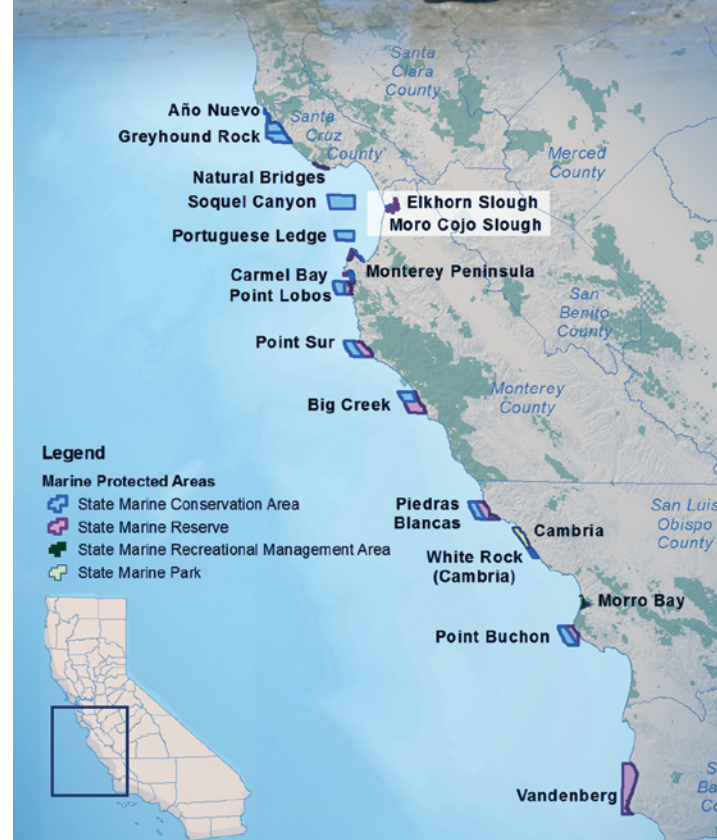 Santa
Clara
County
Año Nuevo
Greyhound Rock
Santa
Cruz
County
Merced
County
Natural Bridges
Soquel Canyon
Elkhorn Slough
Moro Cojo Slough
Portuguese Ledge
Monterey Peninsula
Carmel Bay
Point Lobos
San
Benito
County
Point Sur
Monterey
County
Big Creek
Legend
Marine Protected Areas
State Marine Conservation Area
State Marine Reserve
State Marine Recreational Management Area
State Marine Park
Piedras
Blancas
San Luis
Obispo
County
Cambria
White Rock
(Cambria)
Morro Bay
Point Buchon
Vandenberg